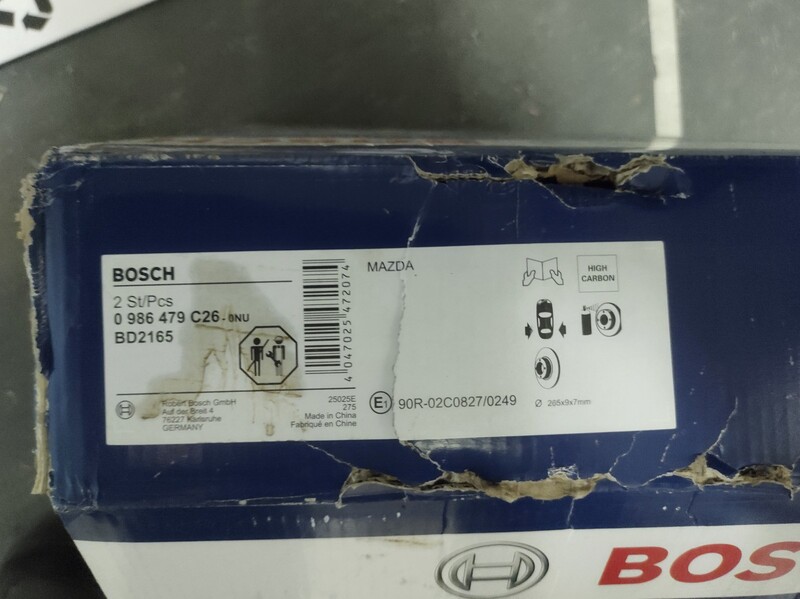 BOSCH
2 St/Pcs
0 986 479 C26 - 0NU
BD2165
4 047025 472074
Robert Bosch GmbH
Auf der Breit 4
76227 Karlsruhe
GERMANY
25025E
275
Made in China
Fabriqué en Chine
MAZDA
HIGH
CARBON
E1 90R-02C0827/0249
Ø 265x9x7mm
BOS